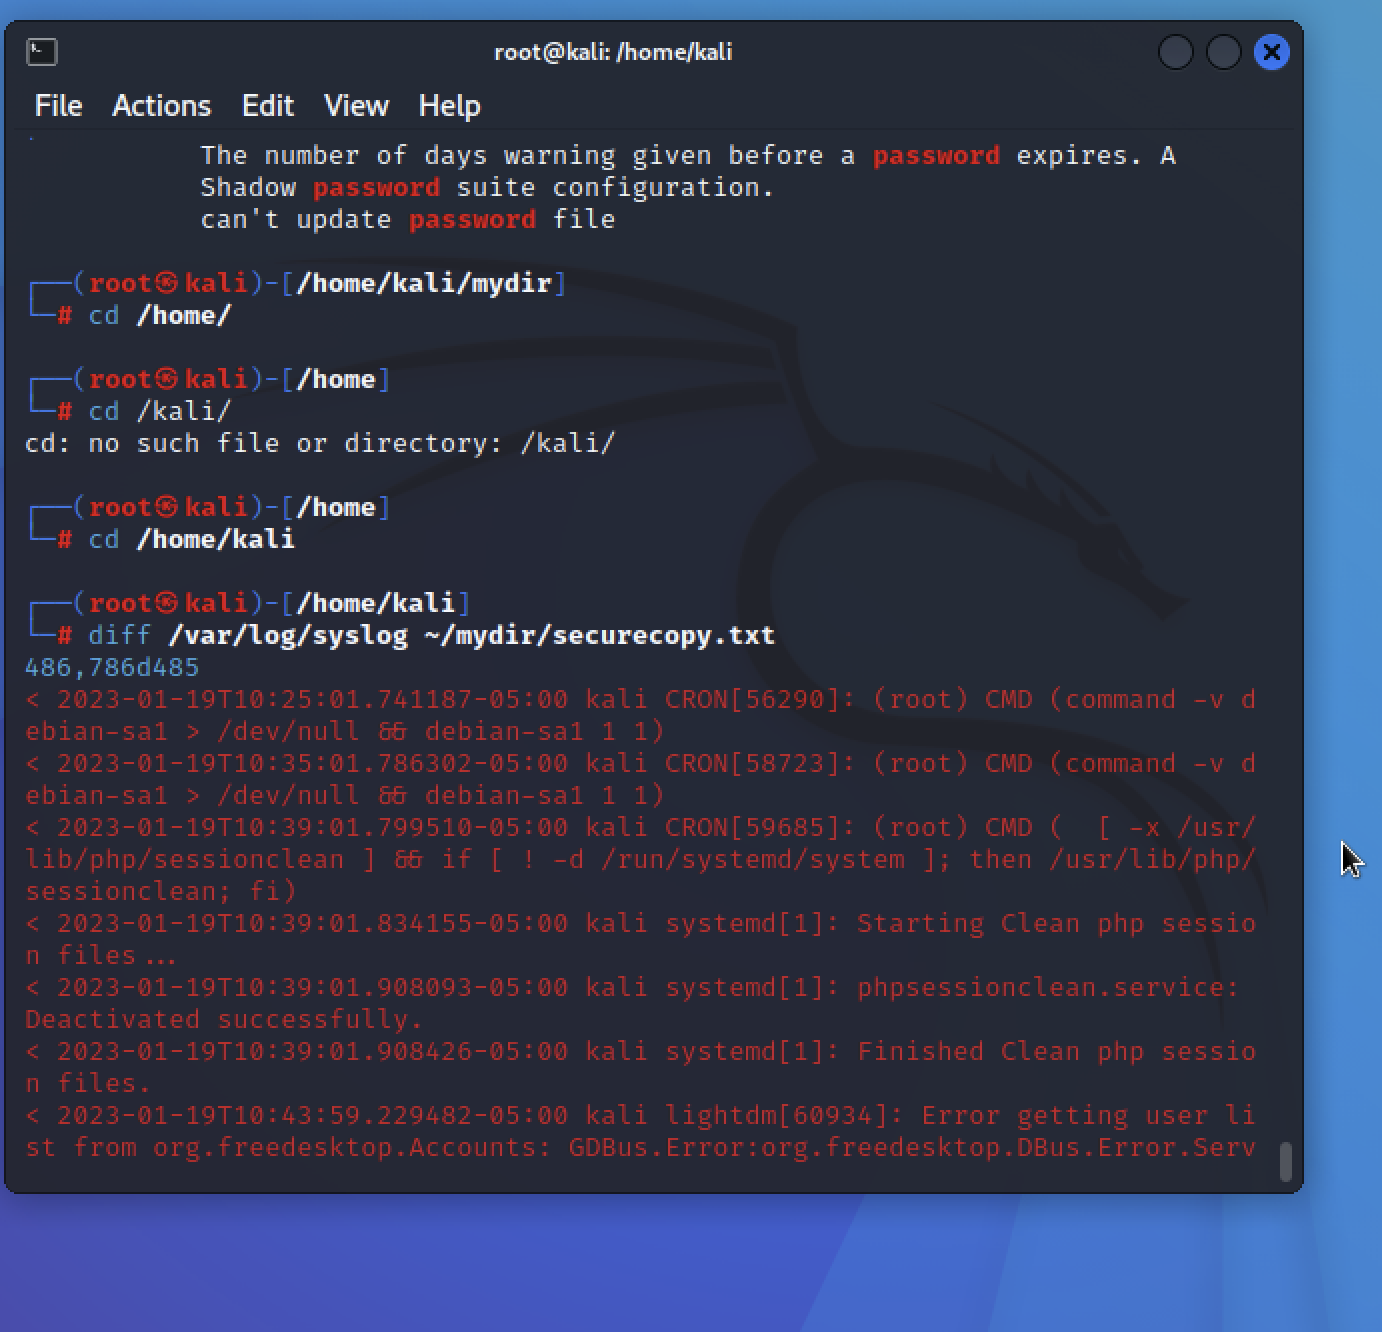 root@kali: /home/kali
File Actions Edit View Help
The number of days warning given before a password expires. A
Shadow password suite configuration.
can't update password file
┌──(root㉿kali)-[/home/kali/mydir]
└─# cd /home/
┌──(root㉿kali)-[/home]
└─# cd /kali/
cd: no such file or directory: /kali/
┌──(root㉿kali)-[/home]
└─# cd /home/kali
┌──(root㉿kali)-[/home/kali]
└─# diff /var/log/syslog ~/mydir/securecopy.txt
486,786d485
< 2023-01-19T10:25:01.741187-05:00 kali CRON[56290]: (root) CMD (command -v d
ebian-sa1 > /dev/null && debian-sa1 1 1)
< 2023-01-19T10:35:01.786302-05:00 kali CRON[58723]: (root) CMD (command -v d
ebian-sa1 > /dev/null && debian-sa1 1 1)
< 2023-01-19T10:39:01.799510-05:00 kali CRON[59685]: (root) CMD (  [ -x /usr/
lib/php/sessionclean ] && if [ ! -d /run/systemd/system ]; then /usr/lib/php/
sessionclean; fi)
< 2023-01-19T10:39:01.834155-05:00 kali systemd[1]: Starting Clean php sessio
n files...
< 2023-01-19T10:39:01.908093-05:00 kali systemd[1]: phpsessionclean.service:
Deactivated successfully.
< 2023-01-19T10:39:01.908426-05:00 kali systemd[1]: Finished Clean php sessio
n files.
< 2023-01-19T10:43:59.229482-05:00 kali lightdm[60934]: Error getting user li
st from org.freedesktop.Accounts: GDBus.Error:org.freedesktop.DBus.Error.Serv